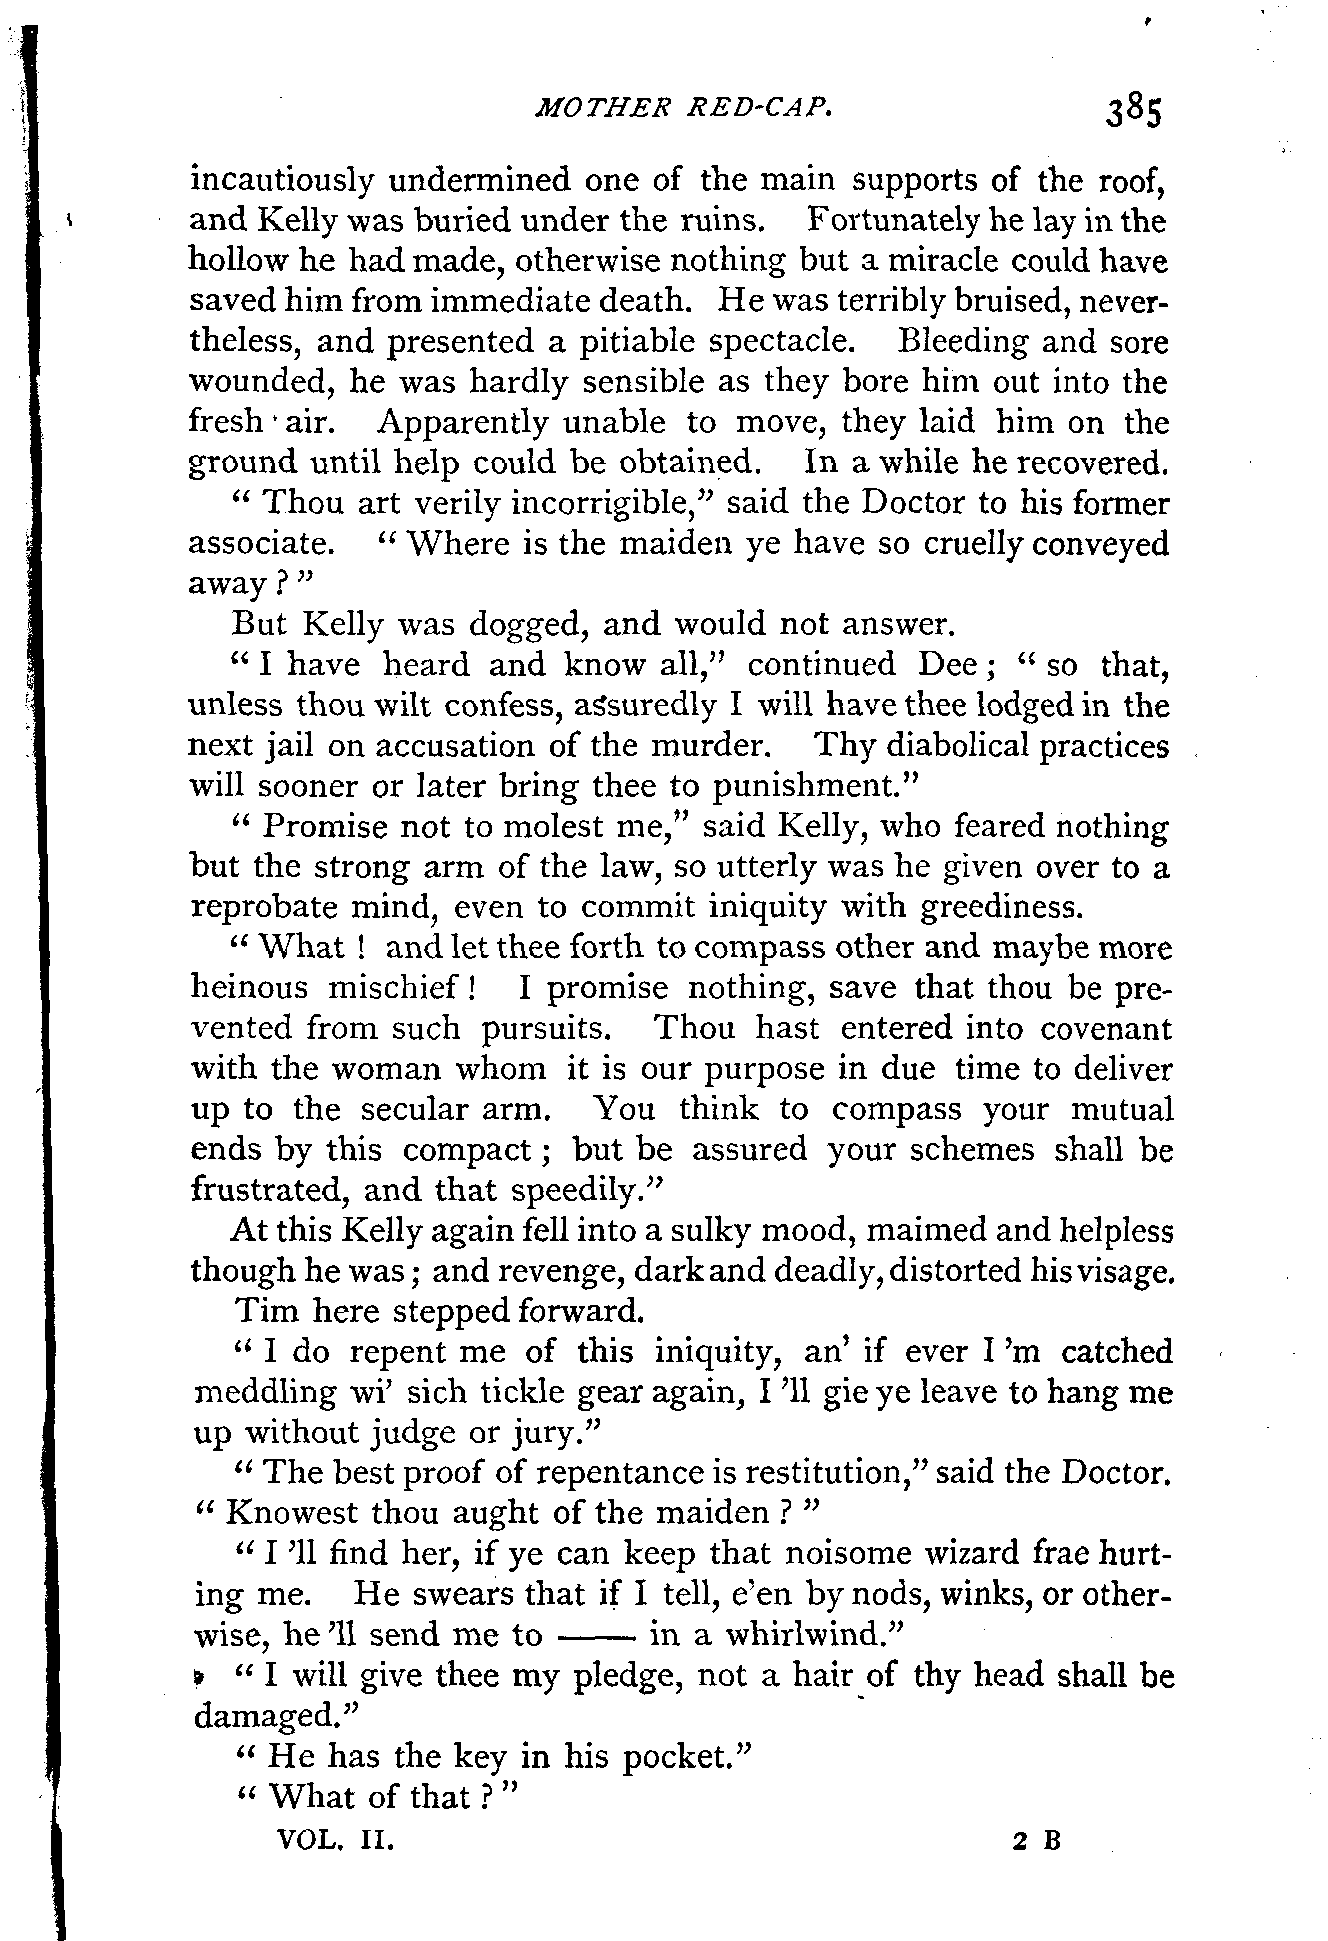 MOTHER RED-CAP. 385
incautiously undermined one of the main supports of the roof,
and Kelly was buried under the ruins. Fortunately he lay in the
hollow he had made, otherwise nothing but a miracle could have
saved him from immediate death. He was terribly bruised, never-
theless, and presented a pitiable spectacle. Bleeding and sore
wounded, he was hardly sensible as they bore him out into the
fresh air. Apparently unable to move, they laid him on the
ground until help could be obtained. In a while he recovered.
“ Thou art verily incorrigible,” said the Doctor to his former
associate. “ Where is the maiden ye have so cruelly conveyed
away ? ”
But Kelly was dogged, and would not answer.
“ I have heard and know all,” continued Dee ; “ so that,
unless thou wilt confess, assuredly I will have thee lodged in the
next jail on accusation of the murder. Thy diabolical practices
will sooner or later bring thee to punishment.”
“ Promise not to molest me,” said Kelly, who feared nothing
but the strong arm of the law, so utterly was he given over to a
reprobate mind, even to commit iniquity with greediness.
“ What ! and let thee forth to compass other and maybe more
heinous mischief ! I promise nothing, save that thou be pre-
vented from such pursuits. Thou hast entered into covenant
with the woman whom it is our purpose in due time to deliver
up to the secular arm. You think to compass your mutual
ends by this compact ; but be assured your schemes shall be
frustrated, and that speedily.”
At this Kelly again fell into a sulky mood, maimed and helpless
though he was ; and revenge, dark and deadly, distorted his visage.
Tim here stepped forward.
“ I do repent me of this iniquity, an’ if ever I ’m catched
meddling wi’ sich tickle gear again, I ’ll gie ye leave to hang me
up without judge or jury.”
“ The best proof of repentance is restitution,” said the Doctor.
“ Knowest thou aught of the maiden ? ”
“ I ’ll find her, if ye can keep that noisome wizard frae hurt-
ing me. He swears that if I tell, e’en by nods, winks, or other-
wise, he ’ll send me to —— in a whirlwind.”
“ I will give thee my pledge, not a hair of thy head shall be
damaged.”
“ He has the key in his pocket.”
“ What of that ? ”
VOL. II. 2 B